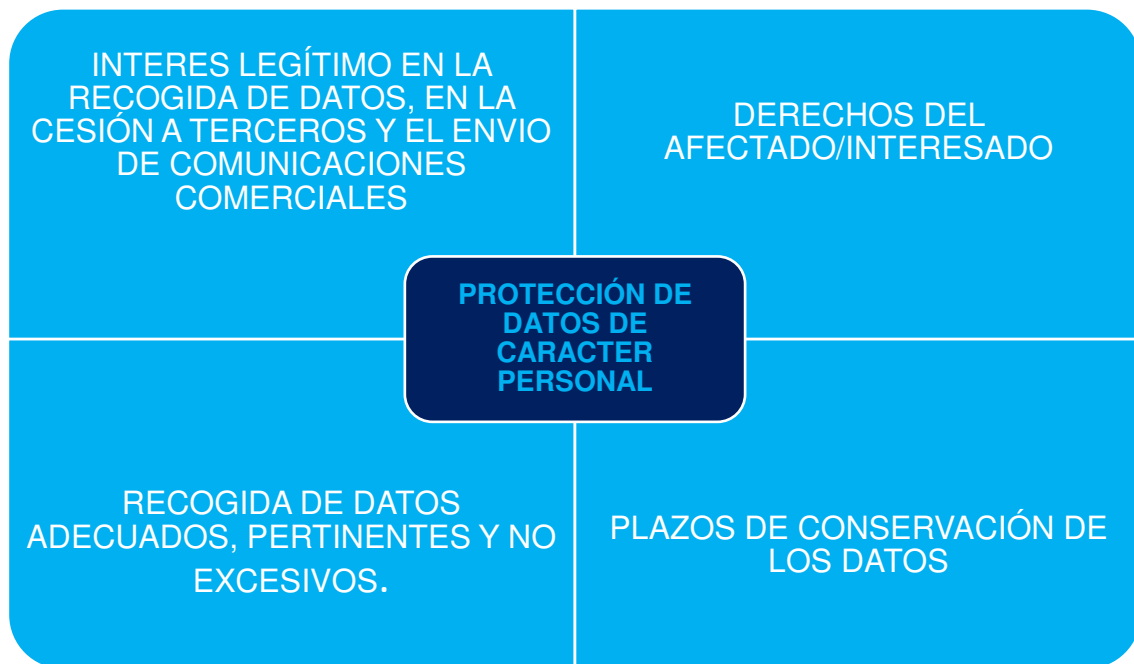 INTERES LEGÍTIMO EN LA
RECOGIDA DE DATOS, EN LA
CESIÓN A TERCEROS Y EL ENVIO
DE COMUNICACIONES
COMERCIALES
DERECHOS DEL
AFECTADO/INTERESADO
PROTECCIÓN DE
DATOS DE
CARACTER
PERSONAL
RECOGIDA DE DATOS
ADECUADOS, PERTINENTES Y NO
EXCESIVOS.
PLAZOS DE CONSERVACIÓN DE
LOS DATOS